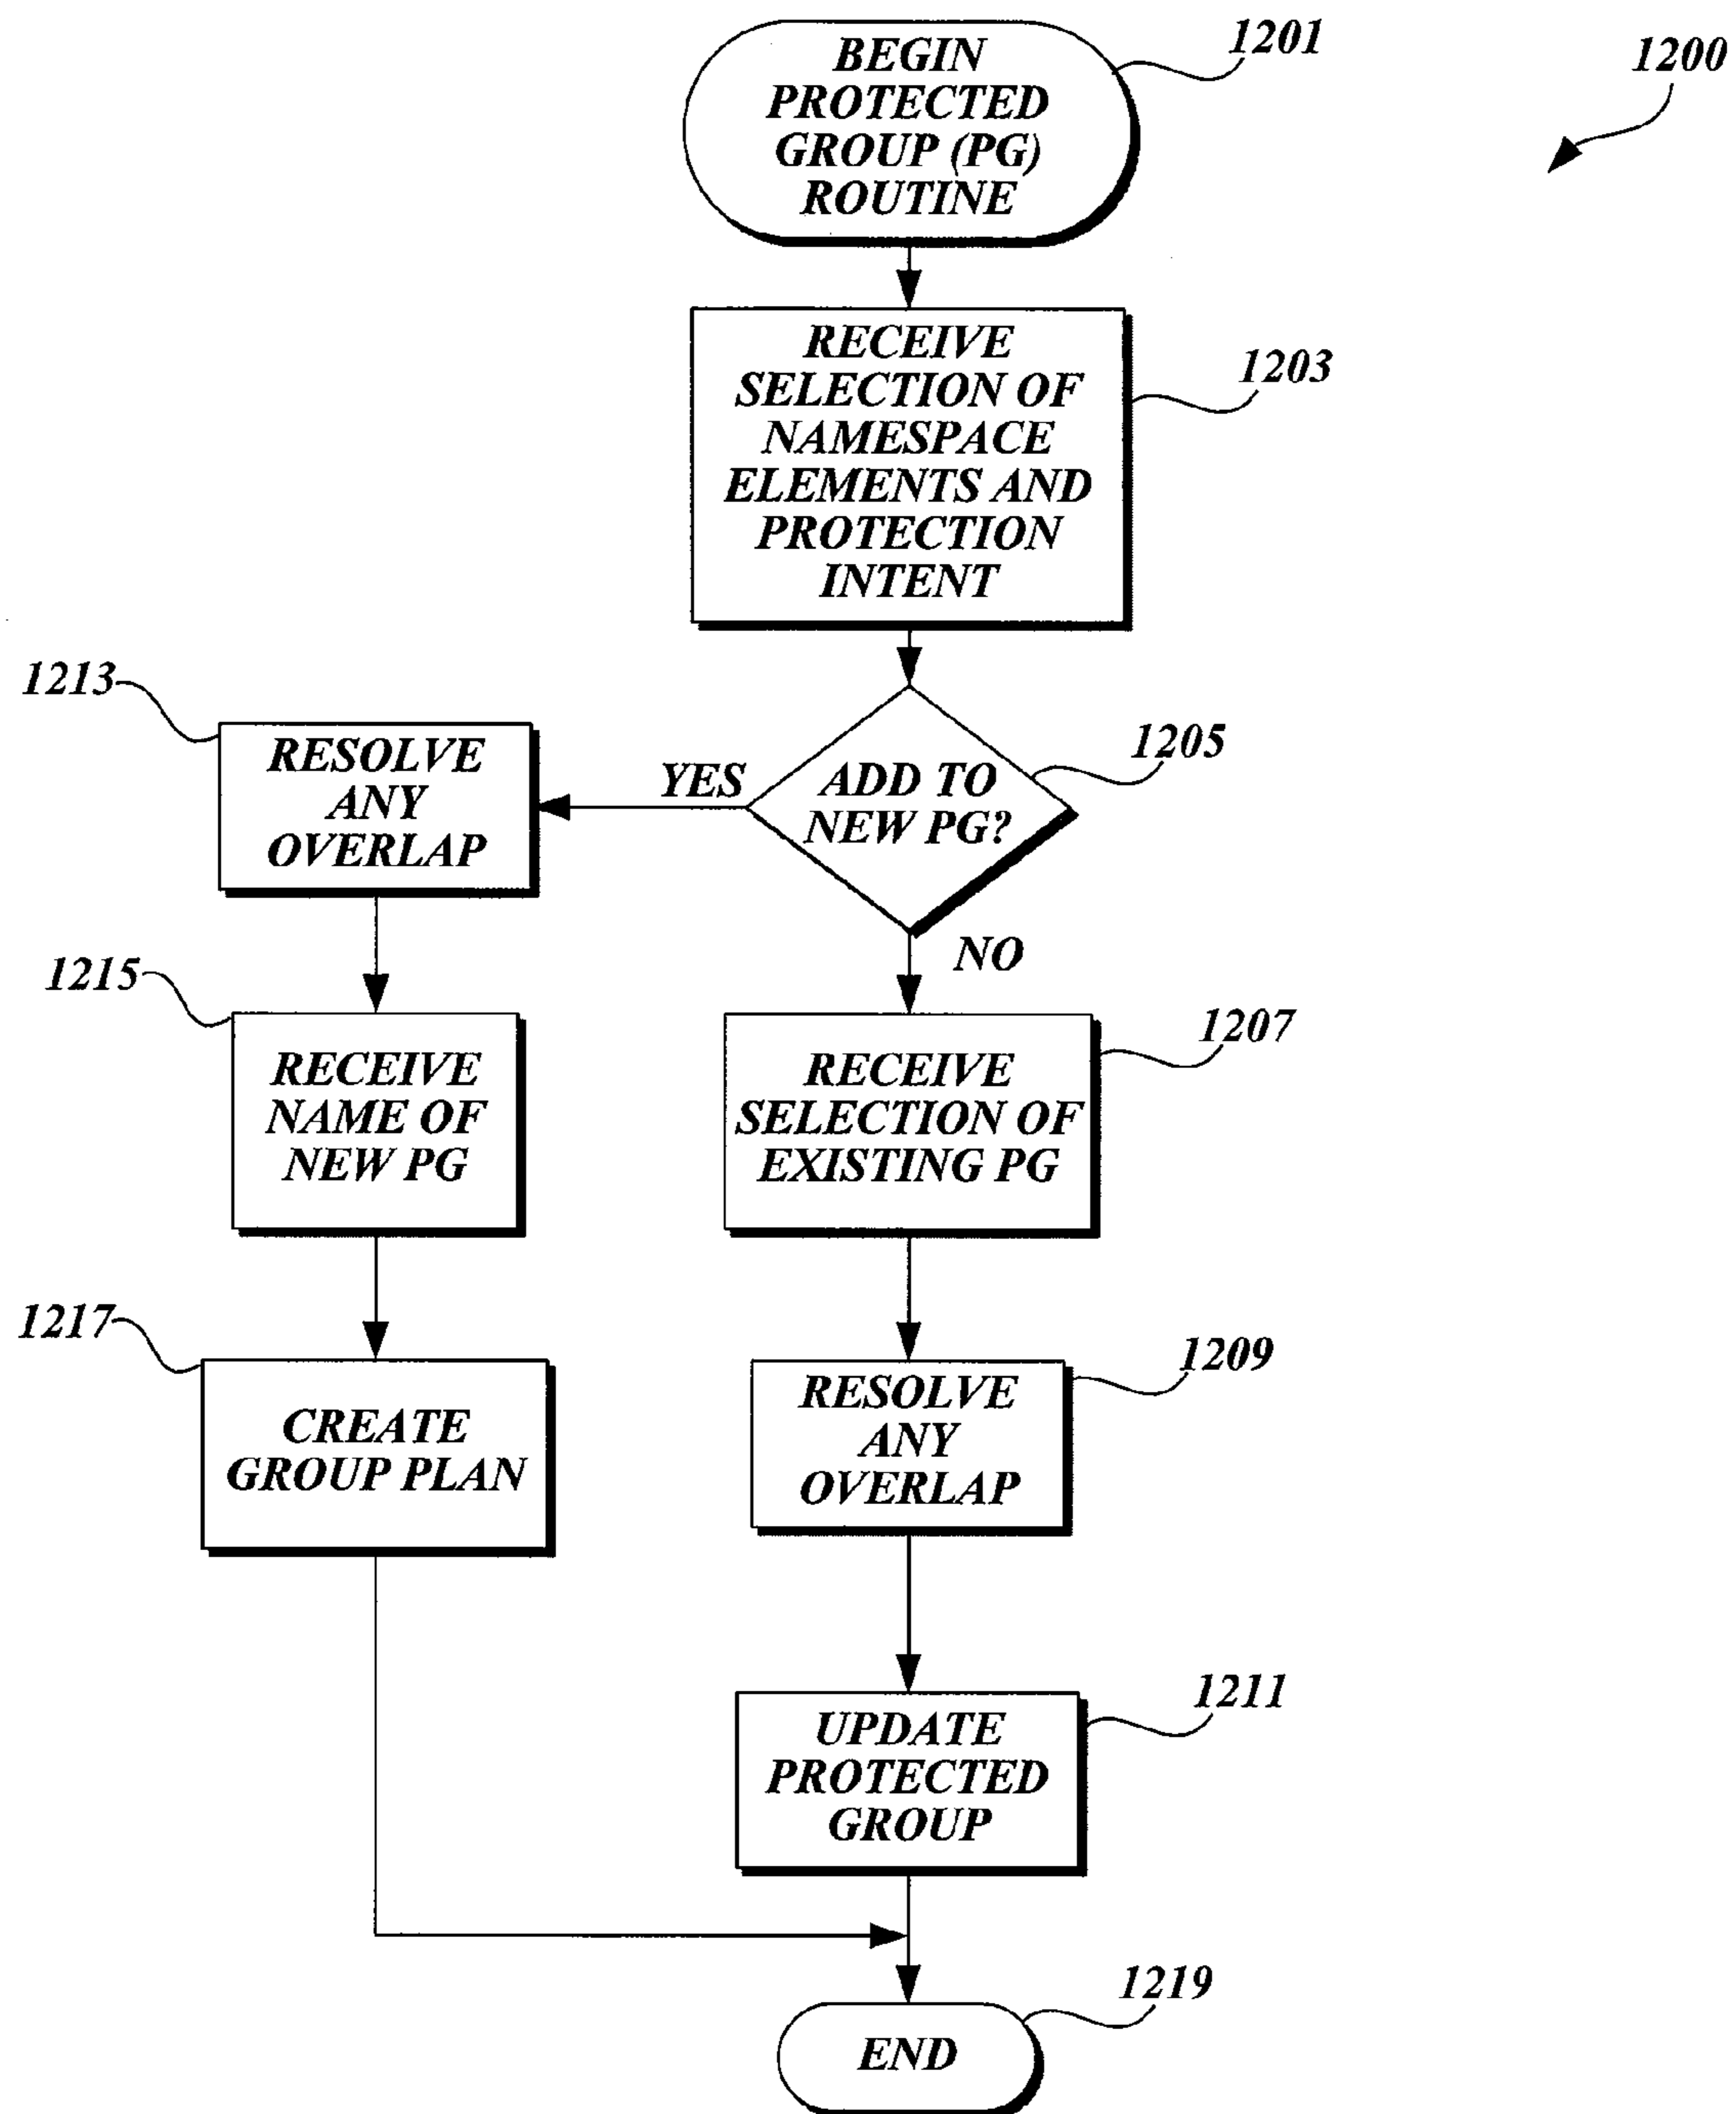 BEGIN
PROTECTED
GROUP (PG)
ROUTINE
1201
1200
RECEIVE
SELECTION OF
NAMESPACE
ELEMENTS AND
PROTECTION
INTENT
1203
ADD TO
NEW PG?
1205
YES
NO
1213
RESOLVE
ANY
OVERLAP
1215
RECEIVE
NAME OF
NEW PG
1217
CREATE
GROUP PLAN
RECEIVE
SELECTION OF
EXISTING PG
1207
RESOLVE
ANY
OVERLAP
1209
UPDATE
PROTECTED
GROUP
1211
END
1219